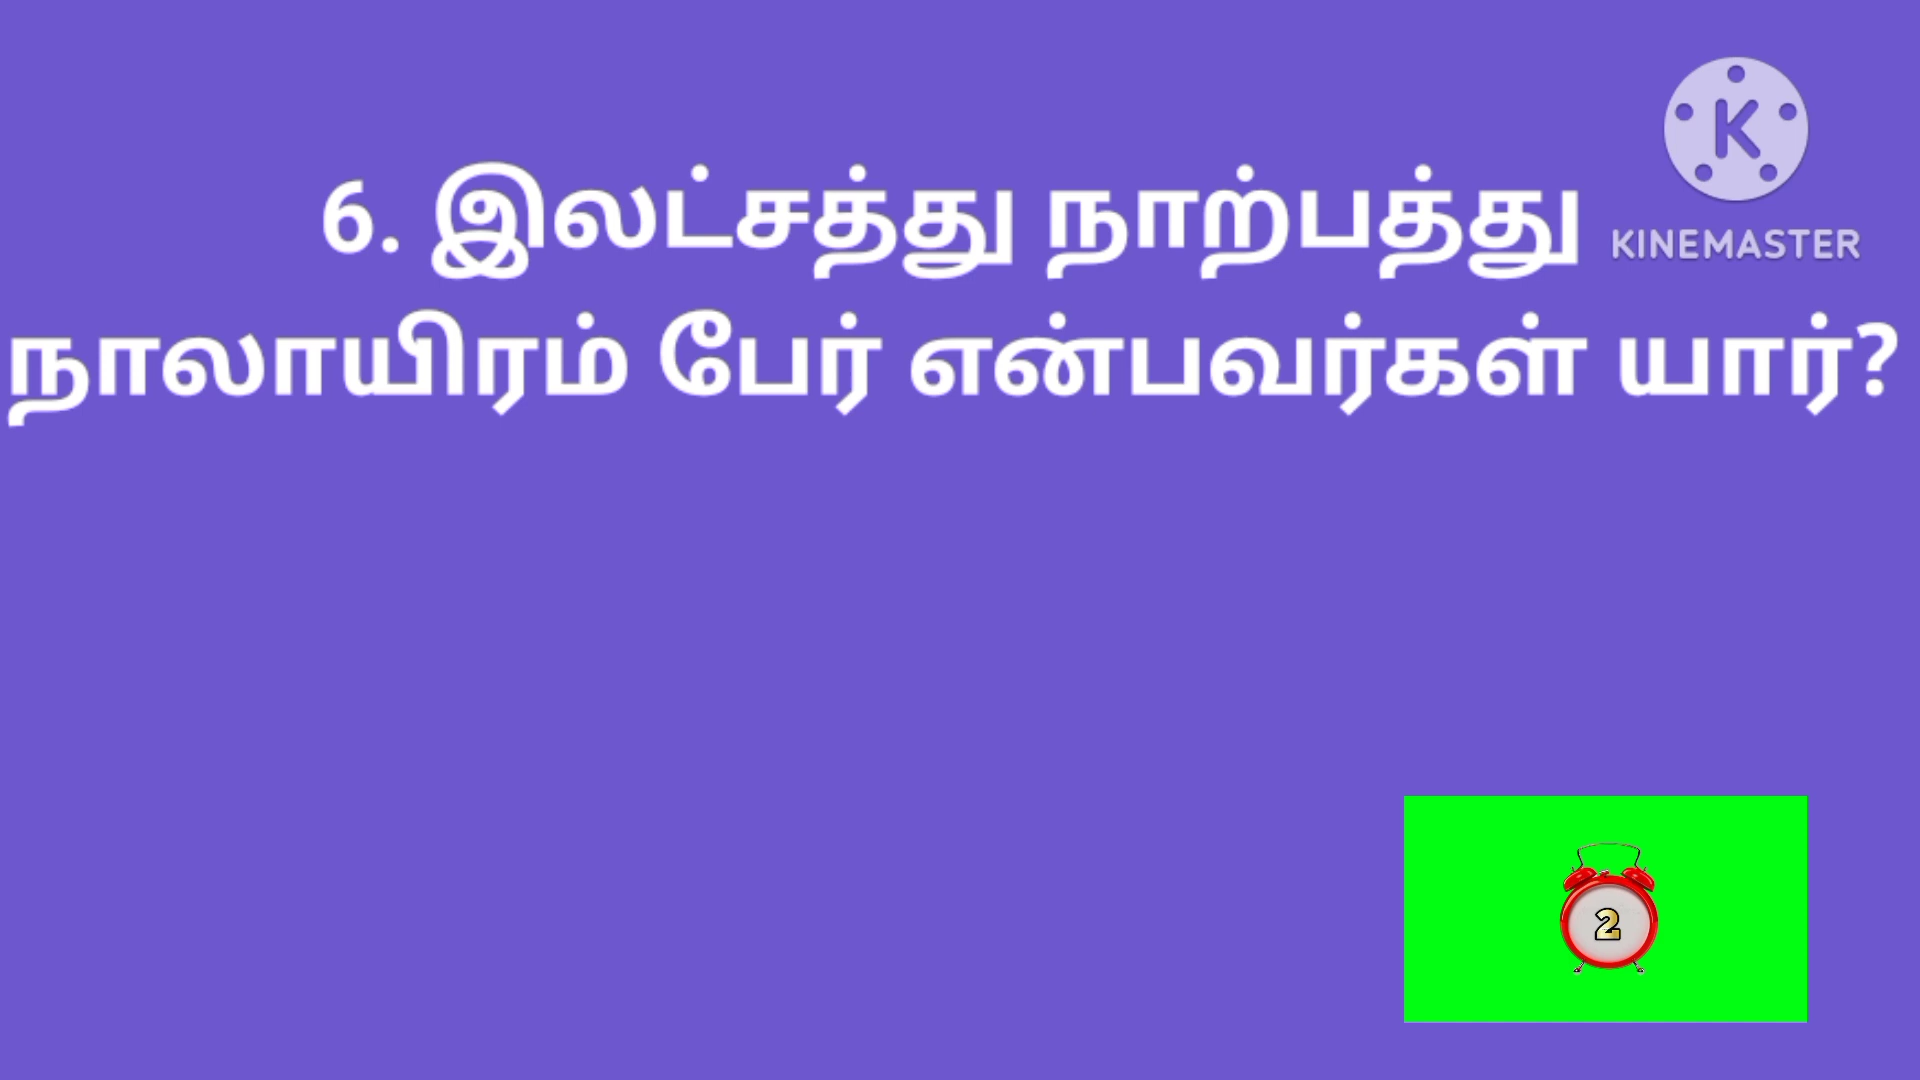 K
KINEMASTER
6. இலட்சத்து நாற்பத்து
நாலாயிரம் பேர் என்பவர்கள் யார்?
2